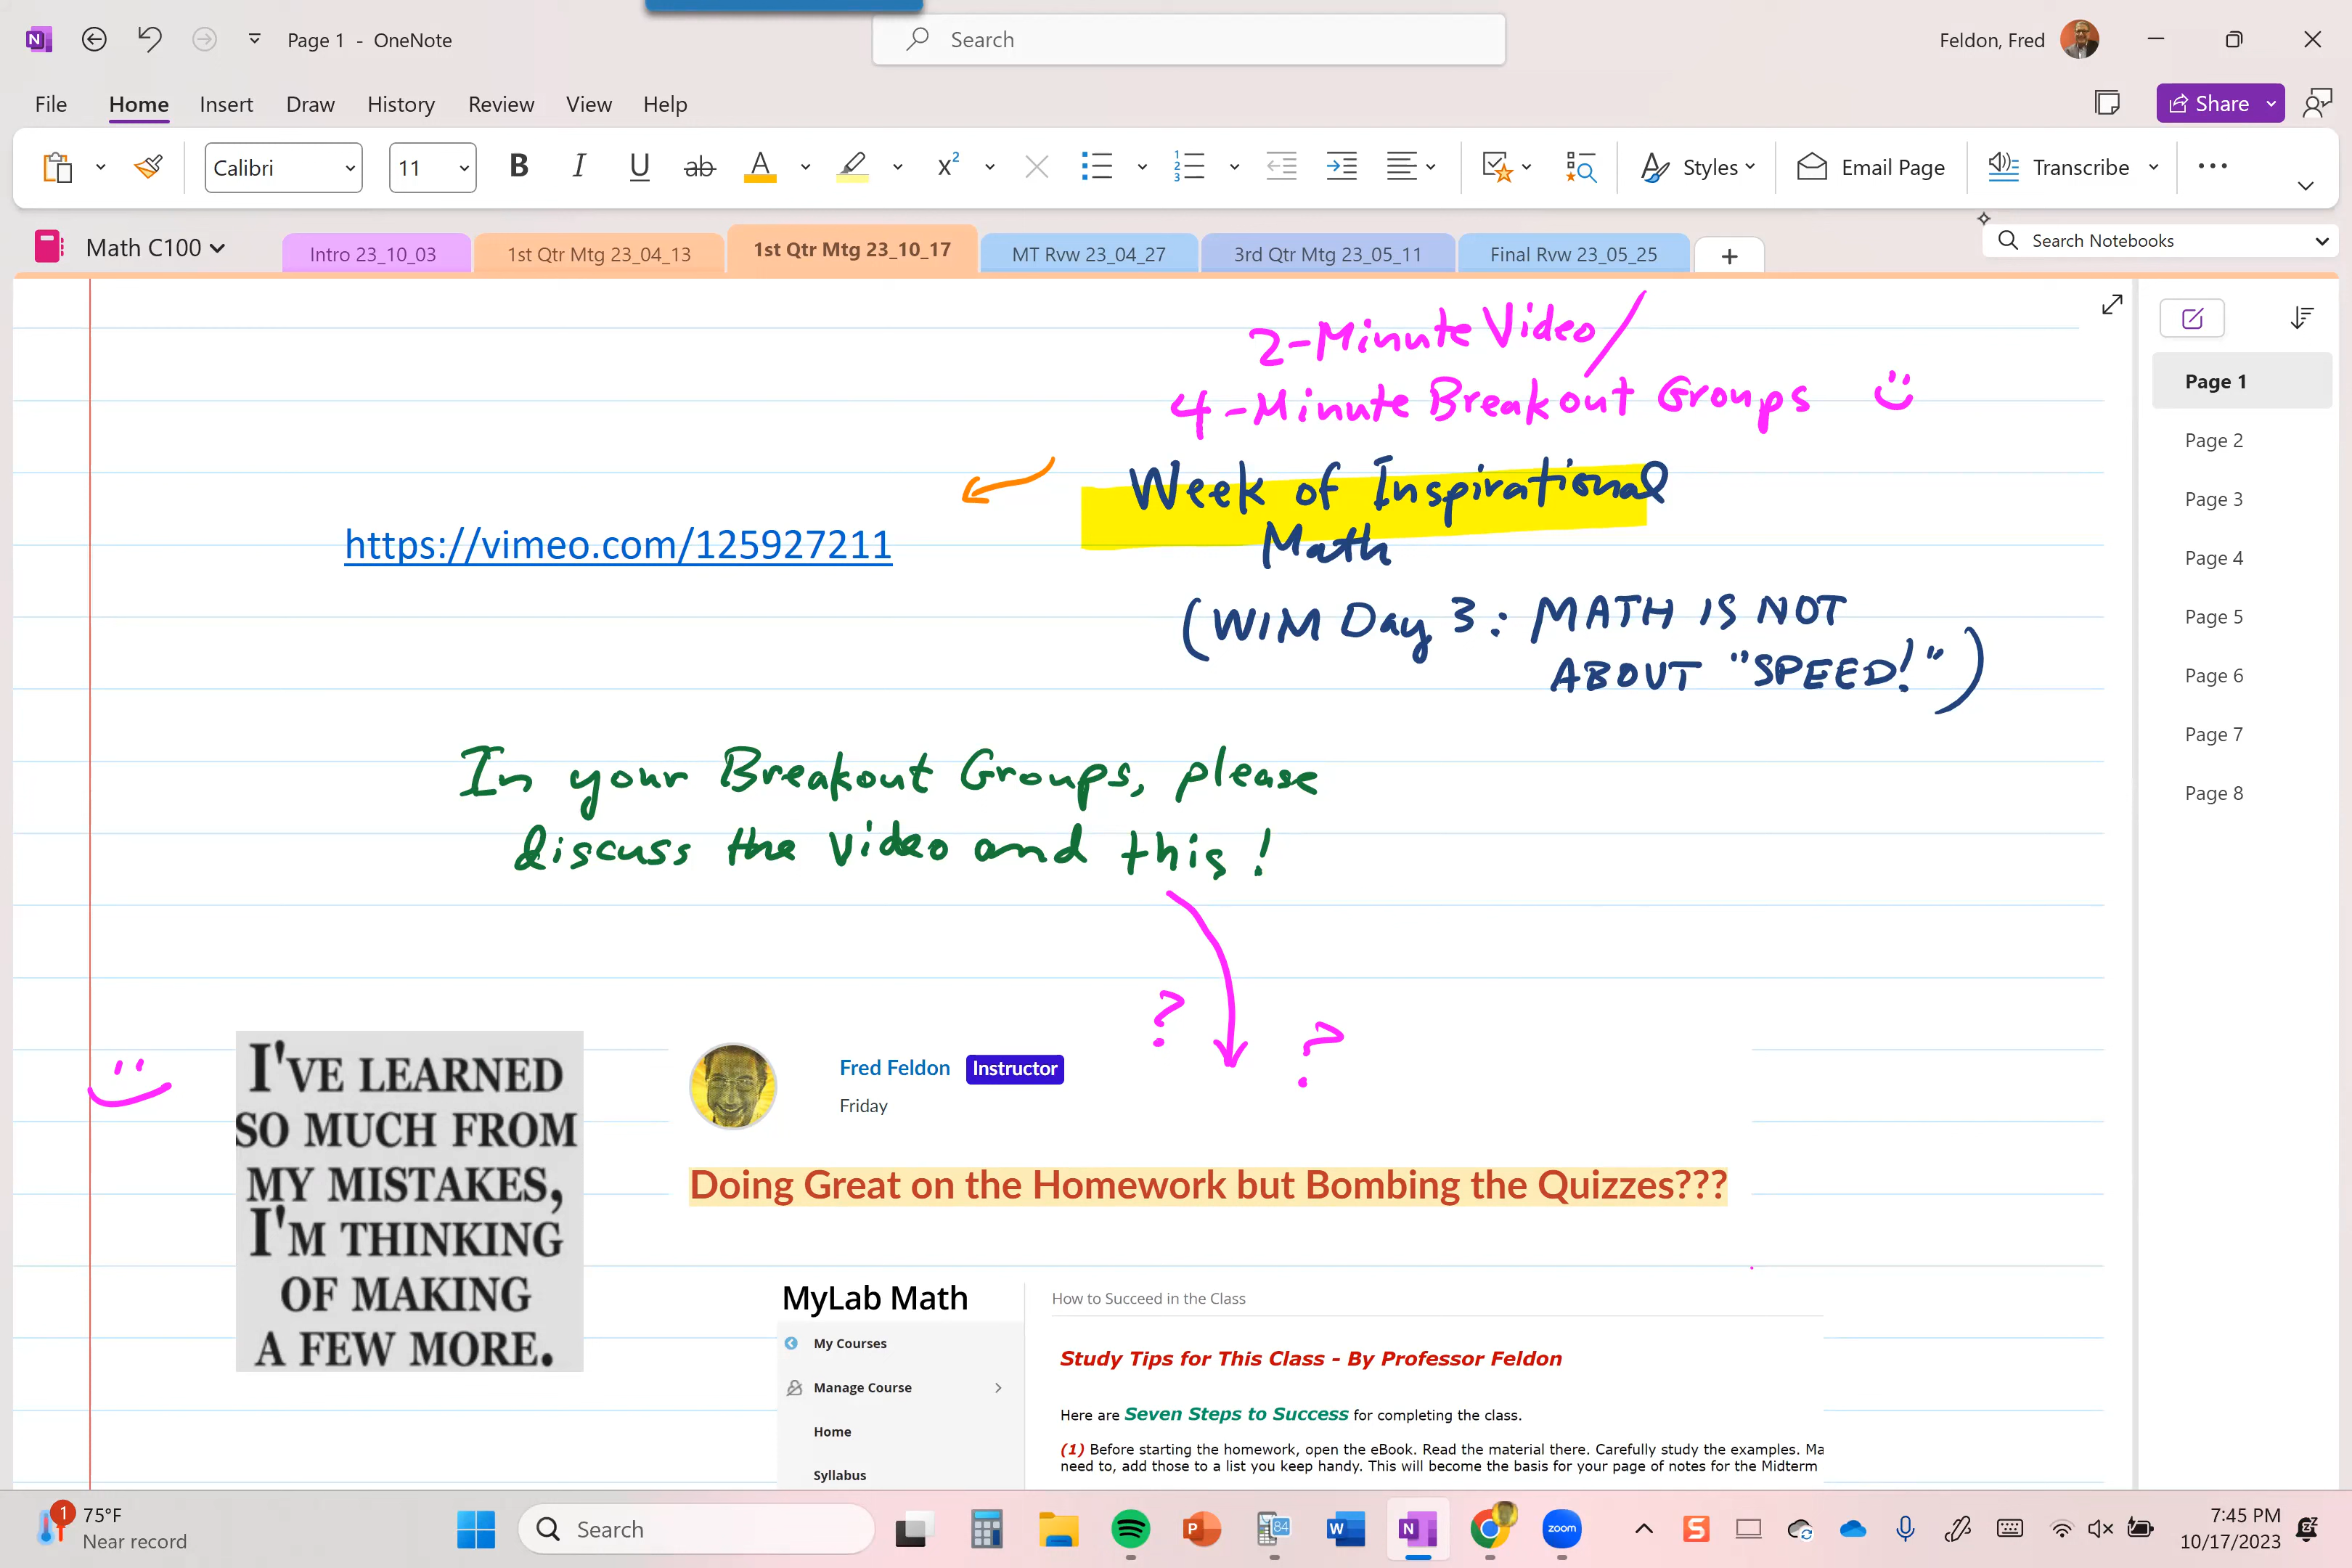 Page 1 - OneNote
Search
Feldon, Fred
File Home Insert Draw History Review View Help
Share
Calibri
11
B I U ab A x²
Styles
Email Page
Transcribe
Math C100
Intro 23_10_03
1st Qtr Mtg 23_04_13
1st Qtr Mtg 23_10_17
MT Rvw 23_04_27
3rd Qtr Mtg 23_05_11
Final Rvw 23_05_25
+
Search Notebooks
2-Minute Video/
4-Minute Breakout Groups
Week of Inspirational
Math
https://vimeo.com/125927211
(WIM Day 3: MATH IS NOT
ABOUT "SPEED!")
In your Breakout Groups, please
discuss the video and this!
? ?
I'VE LEARNED
SO MUCH FROM
MY MISTAKES,
I'M THINKING
OF MAKING
A FEW MORE.
Fred Feldon Instructor
Friday
Doing Great on the Homework but Bombing the Quizzes???
MyLab Math
My Courses
Manage Course
Home
Syllabus
How to Succeed in the Class
Study Tips for This Class - By Professor Feldon
Here are Seven Steps to Success for completing the class.
(1) Before starting the homework, open the eBook. Read the material there. Carefully study the examples. Ma
need to, add those to a list you keep handy. This will become the basis for your page of notes for the Midterm
Page 1
Page 2
Page 3
Page 4
Page 5
Page 6
Page 7
Page 8
1
75°F
Near record
Search
P
84
W
N
zoom
S
7:45 PM
10/17/2023